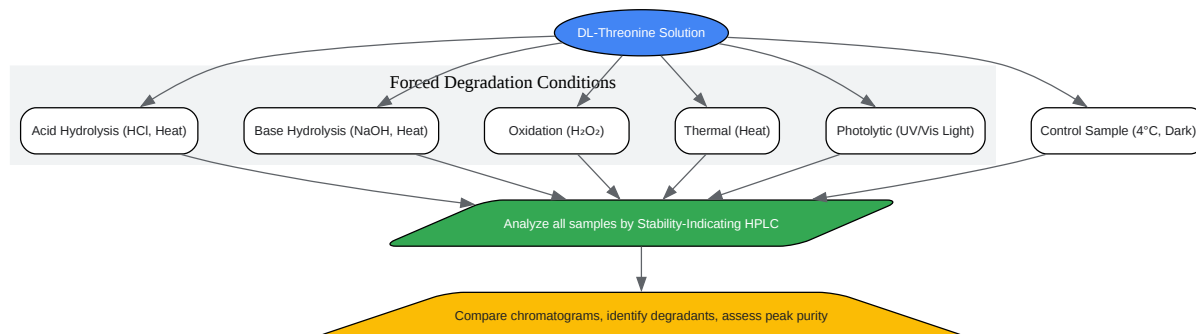 DL-Threonine Solution
Forced Degradation Conditions
Acid Hydrolysis (HCl, Heat)
Base Hydrolysis (NaOH, Heat)
Oxidation (H₂O₂)
Thermal (Heat)
Photolytic (UV/Vis Light)
Control Sample (4°C, Dark)
Analyze all samples by Stability-Indicating HPLC
Compare chromatograms, identify degradants, assess peak purity